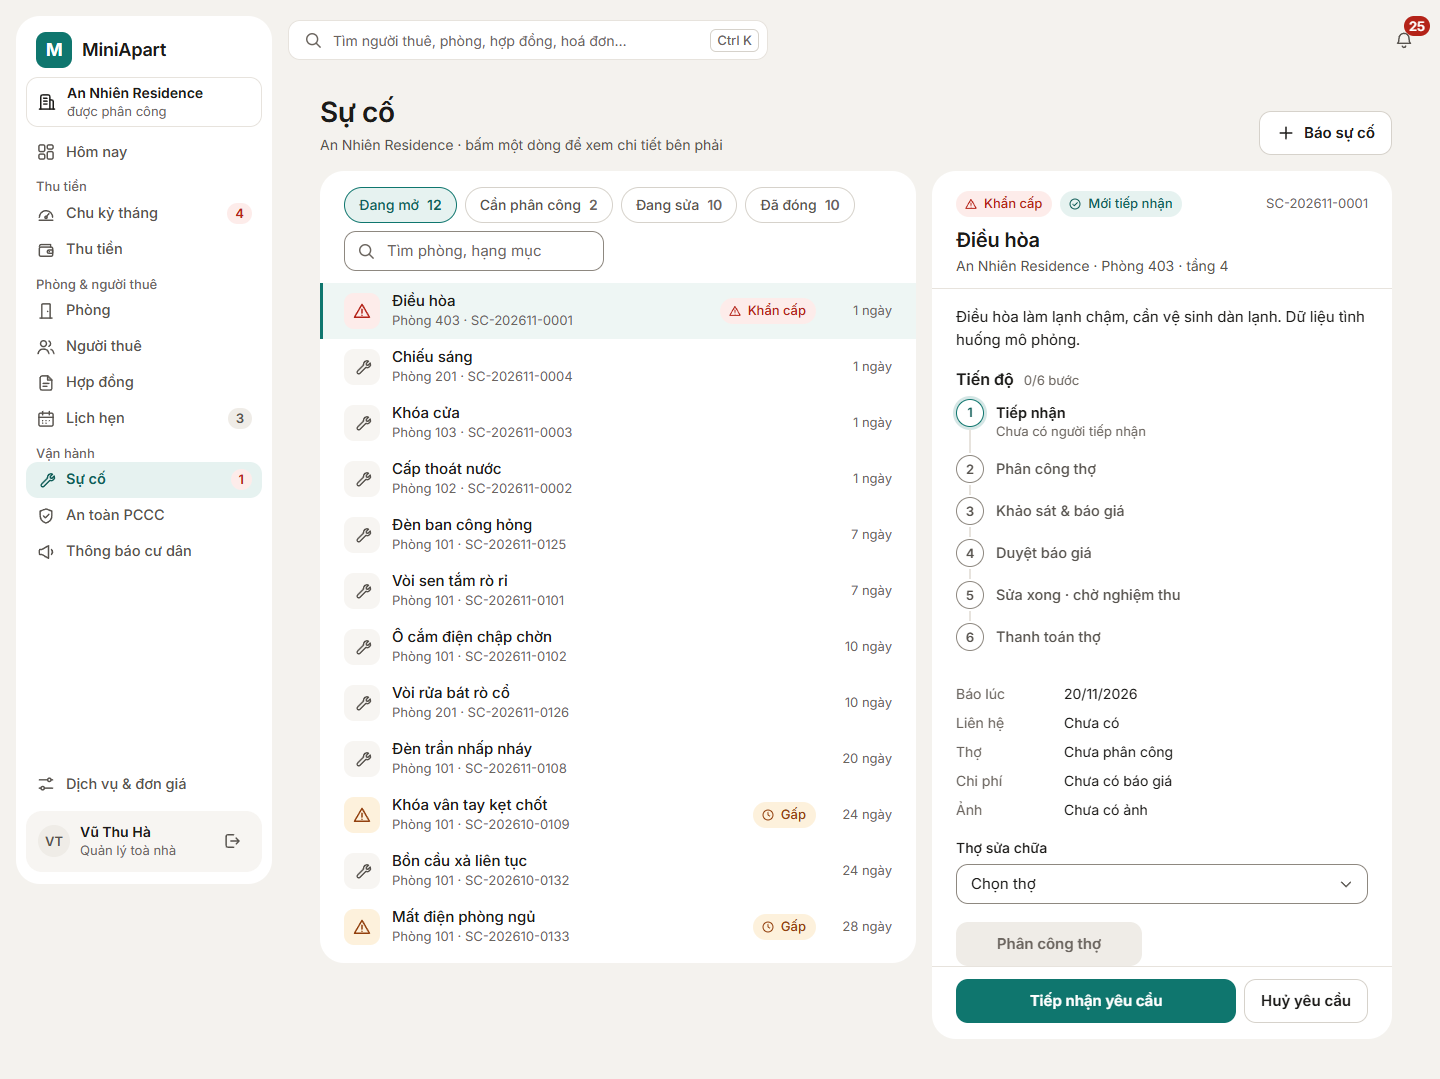 M MiniApart
An Nhiên Residence
được phân công
Hôm nay
Thu tiền
Chu kỳ tháng 4
Thu tiền
Phòng & người thuê
Phòng
Người thuê
Hợp đồng
Lịch hẹn 3
Vận hành
Sự cố 1
An toàn PCCC
Thông báo cư dân
Dịch vụ & đơn giá
VT
Vũ Thu Hà
Quản lý toà nhà
Tìm người thuê, phòng, hợp đồng, hoá đơn... Ctrl K
25
Sự cố
An Nhiên Residence · bấm một dòng để xem chi tiết bên phải
Báo sự cố
Đang mở 12 Cần phân công 2 Đang sửa 10 Đã đóng 10
Tìm phòng, hạng mục
Điều hòa
Phòng 403 · SC-202611-0001
Khẩn cấp 1 ngày
Chiếu sáng
Phòng 201 · SC-202611-0004
1 ngày
Khóa cửa
Phòng 103 · SC-202611-0003
1 ngày
Cấp thoát nước
Phòng 102 · SC-202611-0002
1 ngày
Đèn ban công hỏng
Phòng 101 · SC-202611-0125
7 ngày
Vòi sen tắm rò rỉ
Phòng 101 · SC-202611-0101
7 ngày
Ổ cắm điện chập chờn
Phòng 101 · SC-202611-0102
10 ngày
Vòi rửa bát rò cổ
Phòng 201 · SC-202611-0126
10 ngày
Đèn trần nhấp nháy
Phòng 101 · SC-202611-0108
20 ngày
Khóa vân tay kẹt chốt
Phòng 101 · SC-202610-0109
Gấp 24 ngày
Bồn cầu xả liên tục
Phòng 101 · SC-202610-0132
24 ngày
Mất điện phòng ngủ
Phòng 101 · SC-202610-0133
Gấp 28 ngày
Khẩn cấp Mới tiếp nhận SC-202611-0001
Điều hòa
An Nhiên Residence · Phòng 403 · tầng 4
Điều hòa làm lạnh chậm, cần vệ sinh dàn lạnh. Dữ liệu tình
huống mô phỏng.
Tiến độ 0/6 bước
1 Tiếp nhận
Chưa có người tiếp nhận
2 Phân công thợ
3 Khảo sát & báo giá
4 Duyệt báo giá
5 Sửa xong · chờ nghiệm thu
6 Thanh toán thợ
Báo lúc 20/11/2026
Liên hệ Chưa có
Thợ Chưa phân công
Chi phí Chưa có báo giá
Ảnh Chưa có ảnh
Thợ sửa chữa
Chọn thợ
Phân công thợ
Tiếp nhận yêu cầu Huỷ yêu cầu